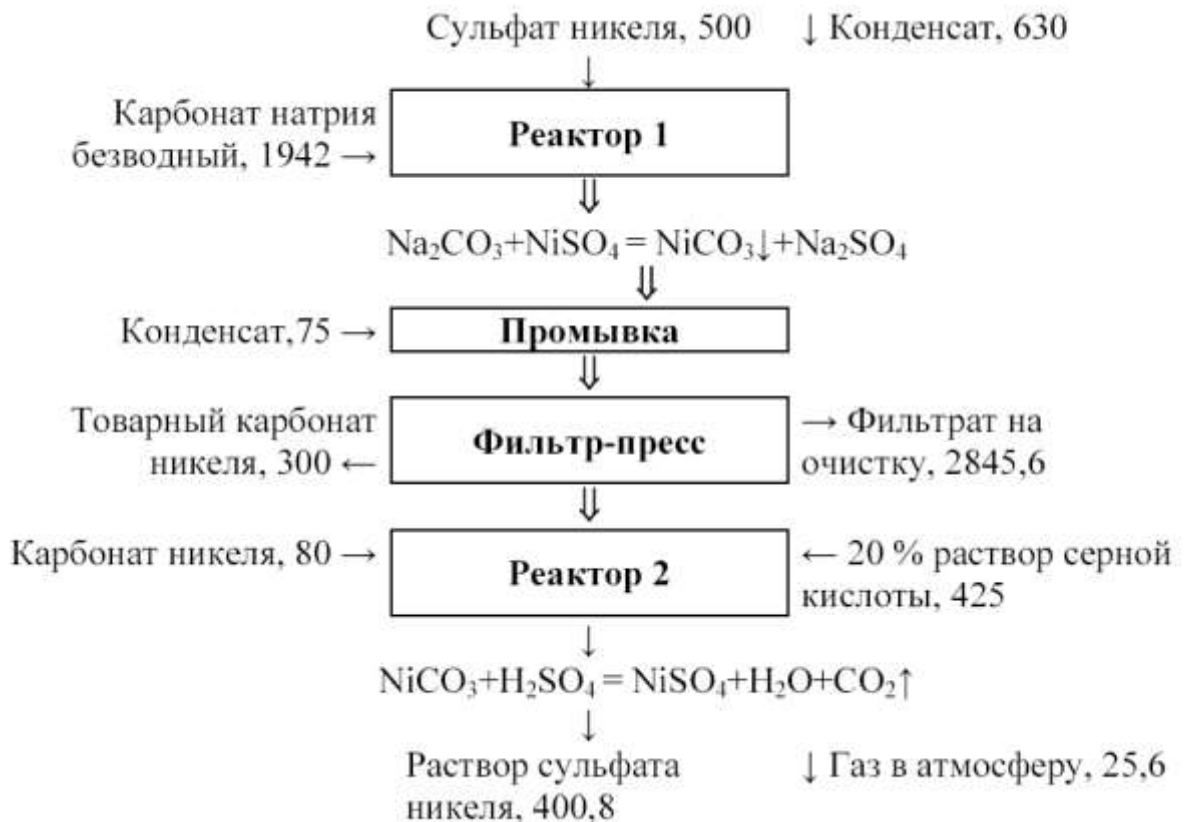 Сульфат никеля, 500 ↓ Конденсат, 630
↓
Карбонат натрия
безводный, 1942 →
Реактор 1
⇓
Na₂CO₃+NiSO₄ = NiCO₃↓+Na₂SO₄
⇓
Конденсат,75 →
Промывка
⇓
Товарный карбонат
никеля, 300 ←
Фильтр-пресс
→ Фильтрат на
очистку, 2845,6
⇓
Карбонат никеля, 80 →
Реактор 2
← 20 % раствор серной
кислоты, 425
↓
NiCO₃+H₂SO₄ = NiSO₄+H₂O+CO₂↑
↓
Раствор сульфата
никеля, 400,8
↓ Газ в атмосферу, 25,6